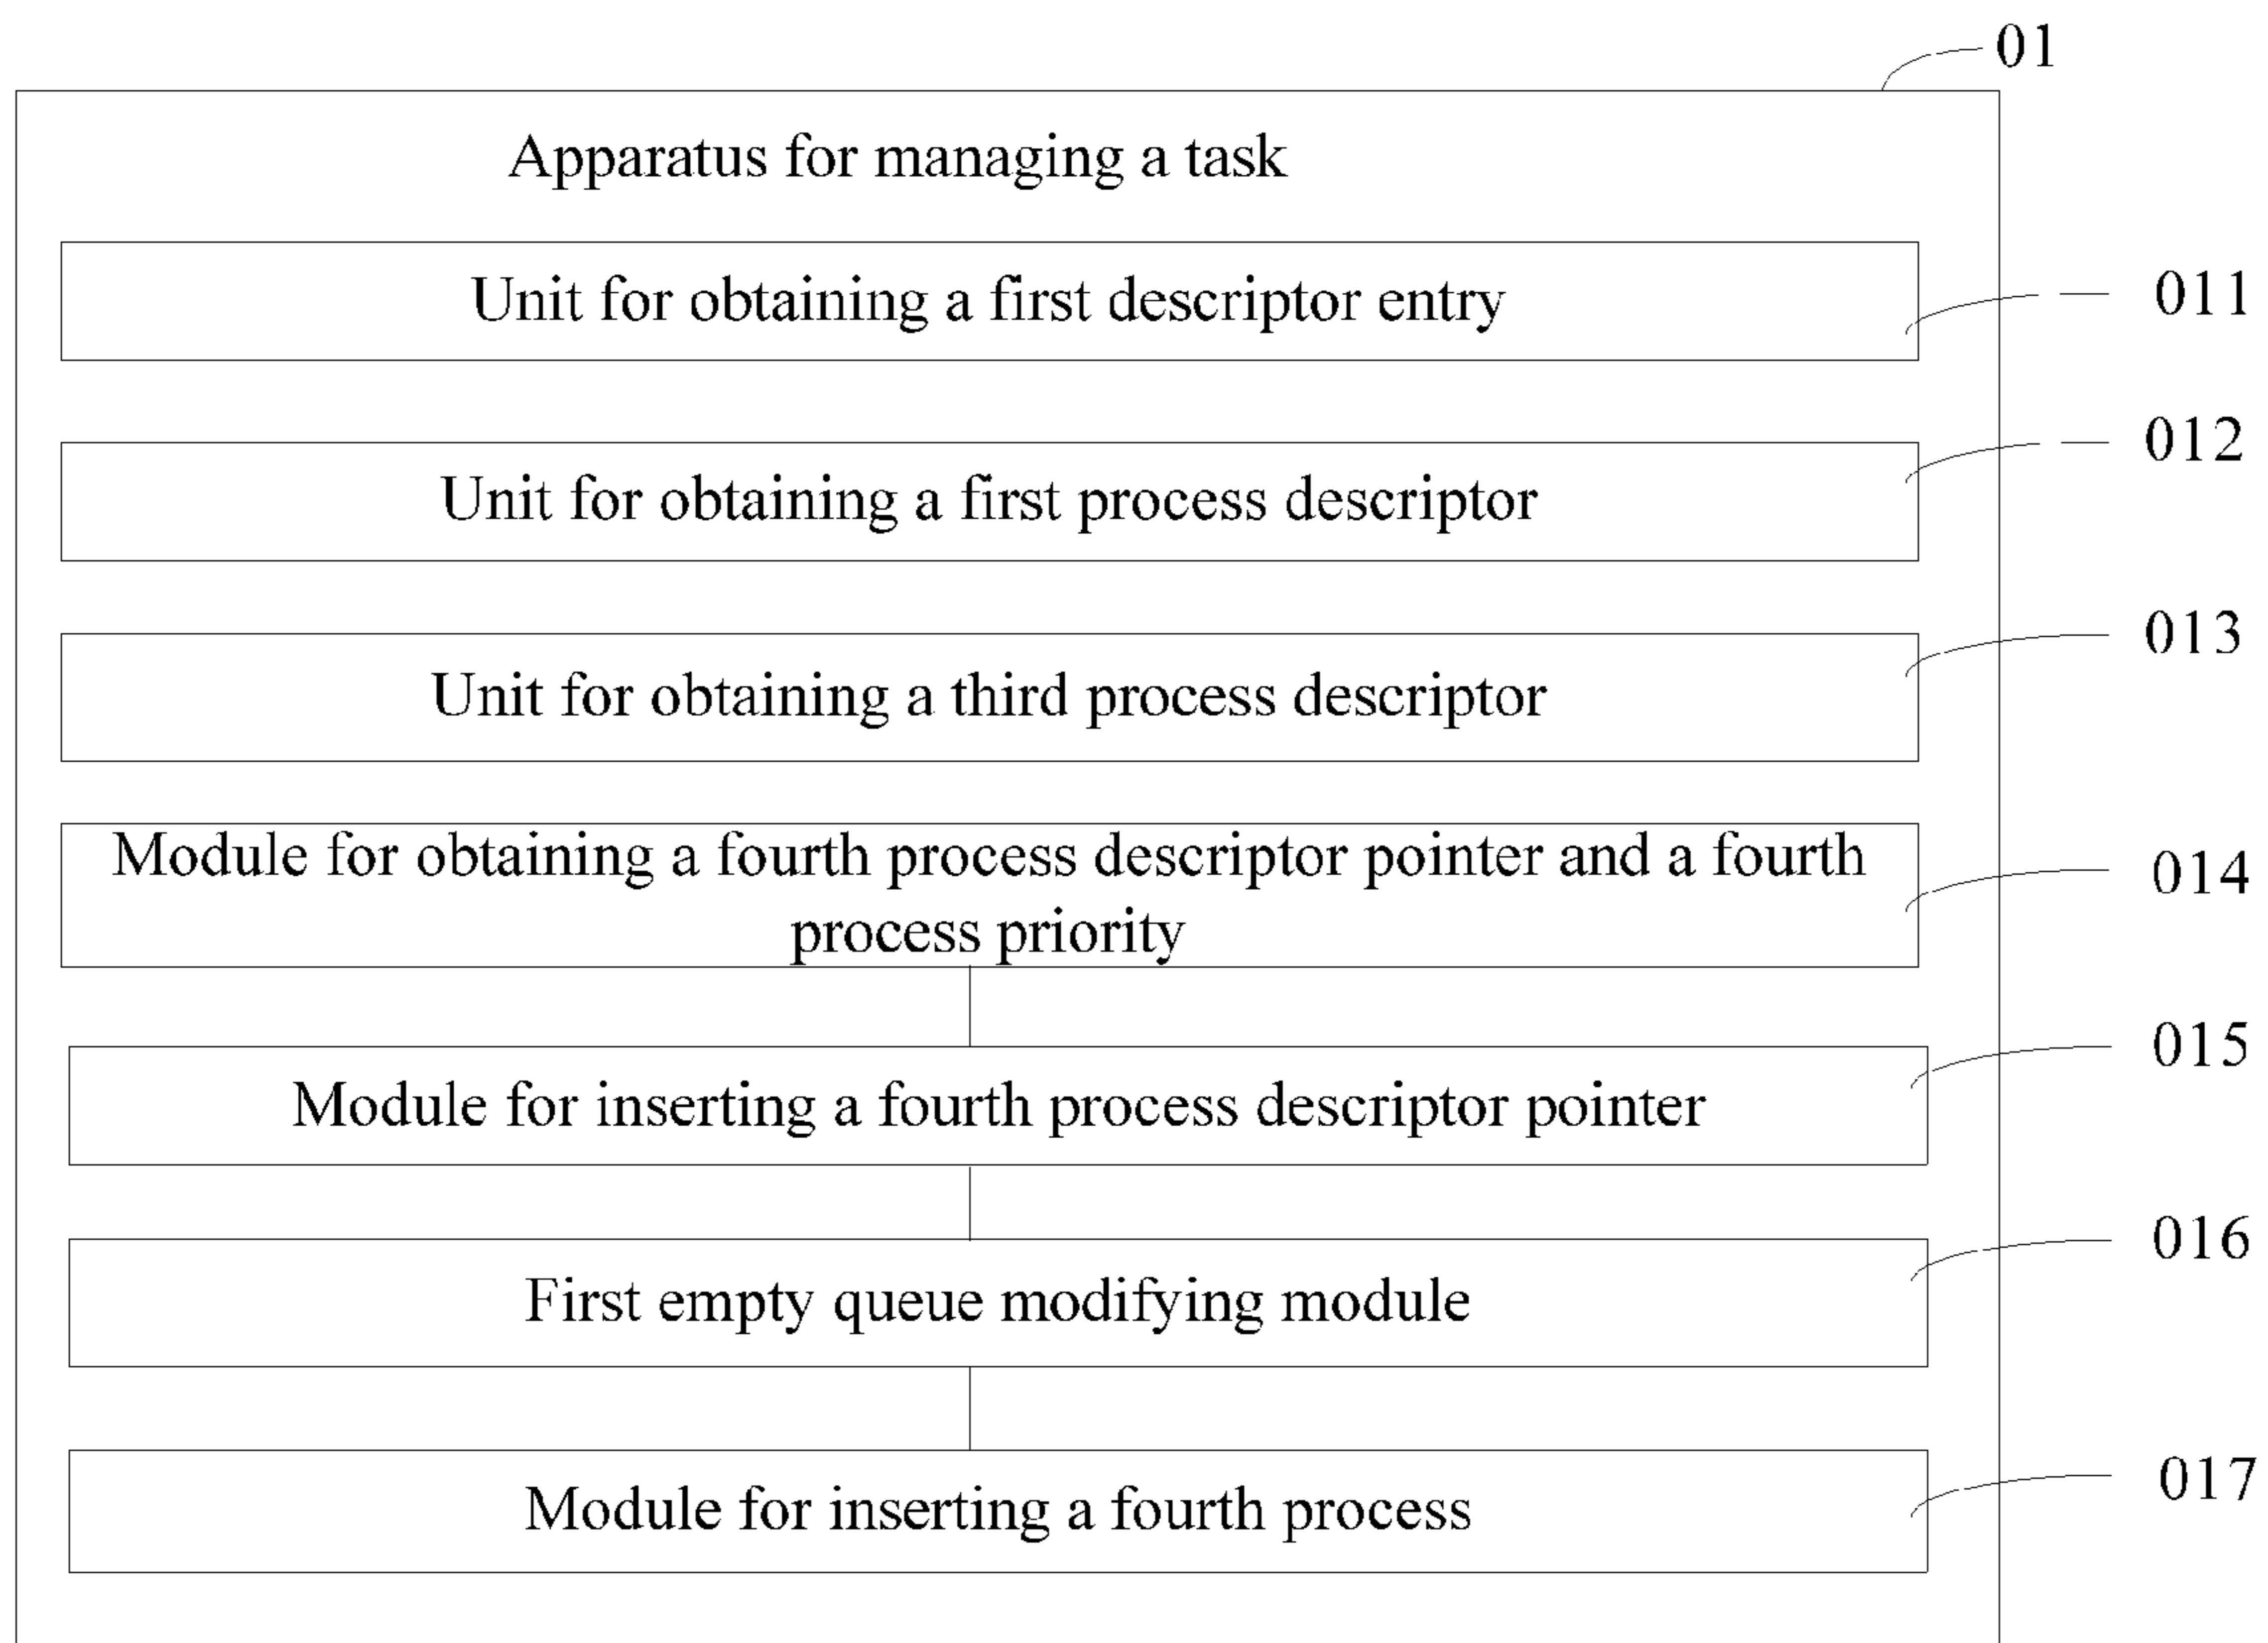 01
Apparatus for managing a task
Unit for obtaining a first descriptor entry
011
Unit for obtaining a first process descriptor
012
Unit for obtaining a third process descriptor
013
Module for obtaining a fourth process descriptor pointer and a fourth
process priority
014
Module for inserting a fourth process descriptor pointer
015
First empty queue modifying module
016
Module for inserting a fourth process
017